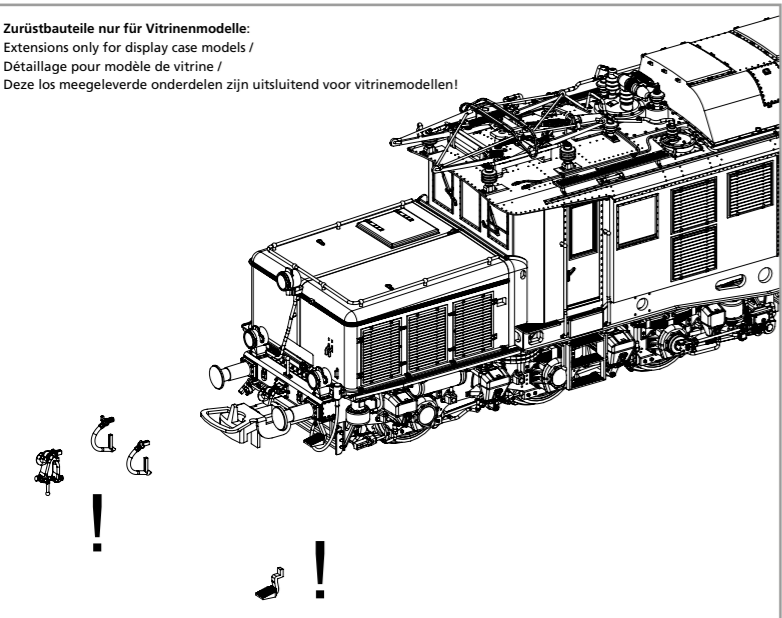 Zurüstbauteile nur für Vitrinenmodelle:
Extensions only for display case models /
Détaillage pour modèle de vitrine /
Deze los meegeleverde onderdelen zijn uitsluitend voor vitrinemodellen!
!
!